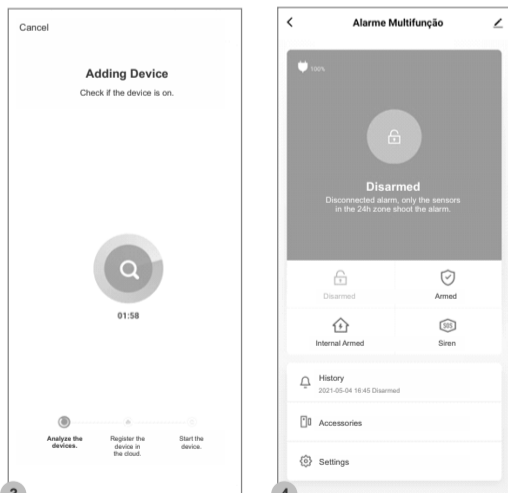 Cancel
Adding Device
Check if the device is on.
01:58
Analyze the
devices.
Register the
device in
the cloud.
Start the
device.
3
Alarme Multifunção
100%
Disarmed
Disconnected alarm, only the sensors
in the 24h zone shoot the alarm.
Disarmed
Armed
Internal Armed
SOS
Siren
History
2021-05-04 16:45 Disarmed
Accessories
Settings
4